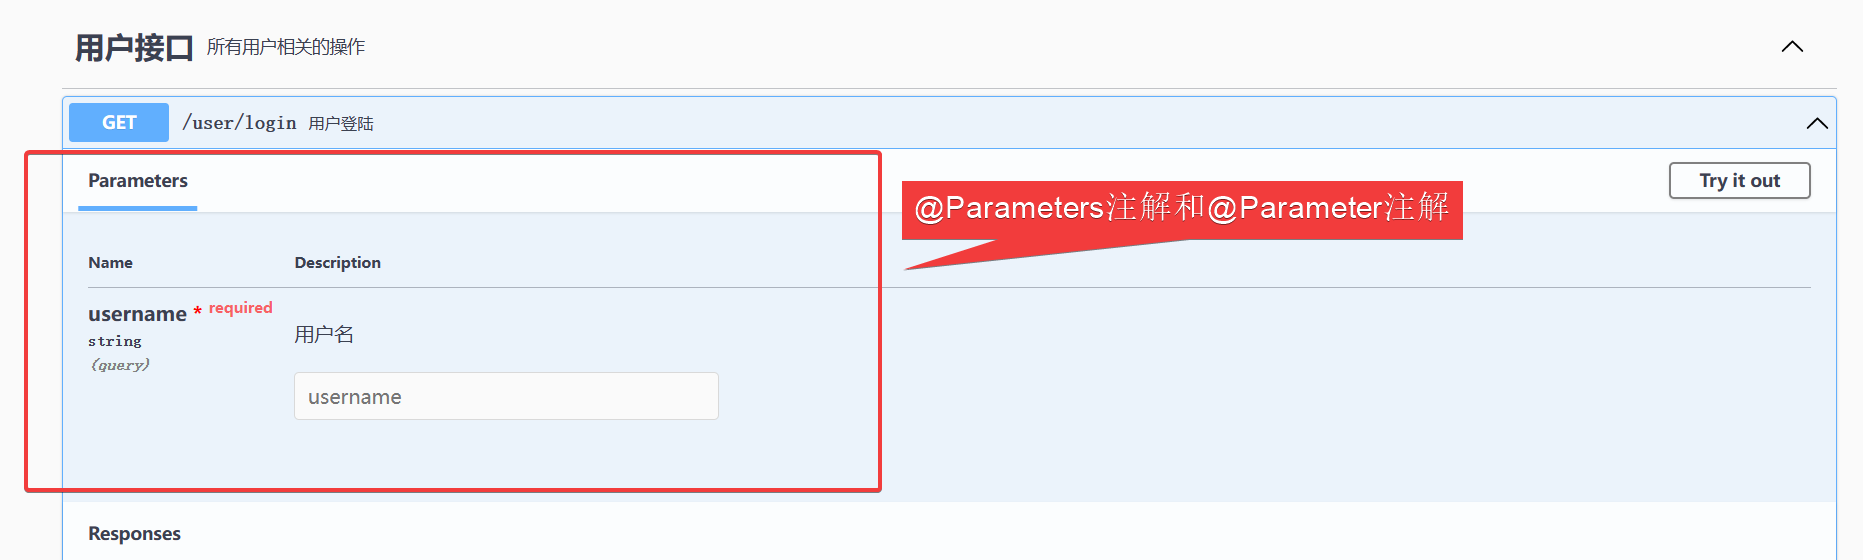 用户接口 所有用户相关的操作
GET /user/login 用户登陆
Parameters
Try it out
@Parameters注解和@Parameter注解
Name Description
username * required
string
(query)
用户名
username
Responses